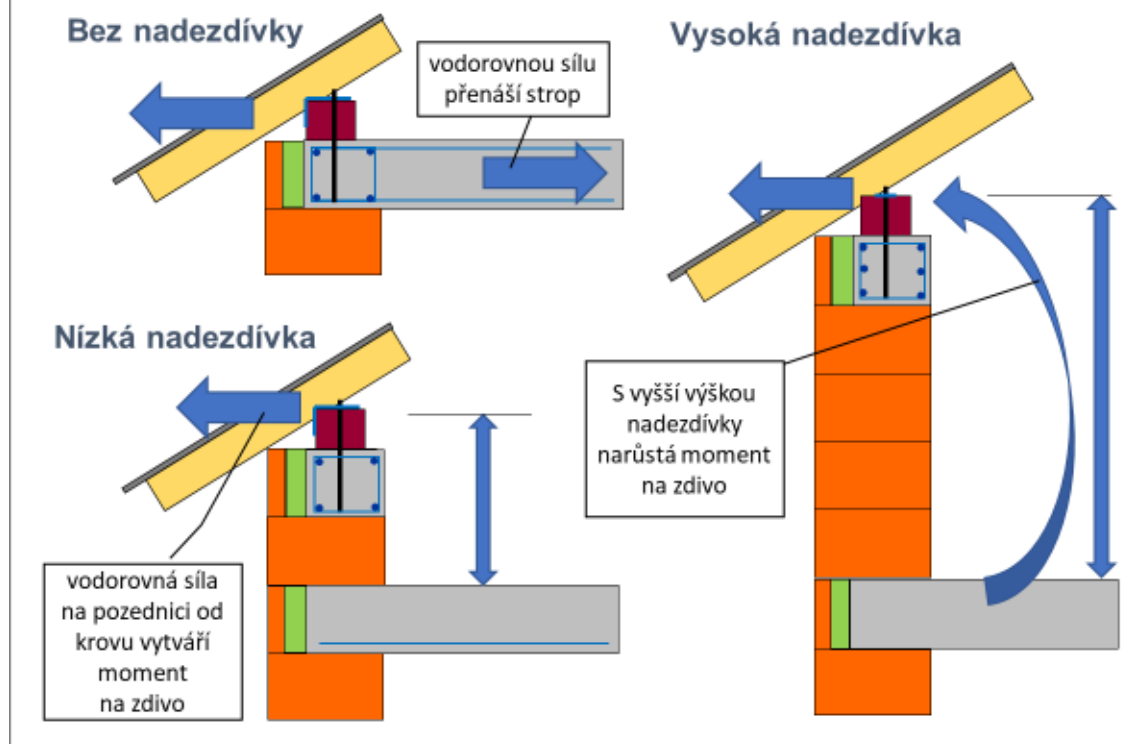 Bez nadezdívky
vodorovnou sílu
přenáší strop
Vysoká nadezdívka
Nízká nadezdívka
S vyšší výškou
nadezdívky
narůstá moment
na zdivo
vodorovná síla
na pozednici od
krovu vytváří
moment
na zdivo